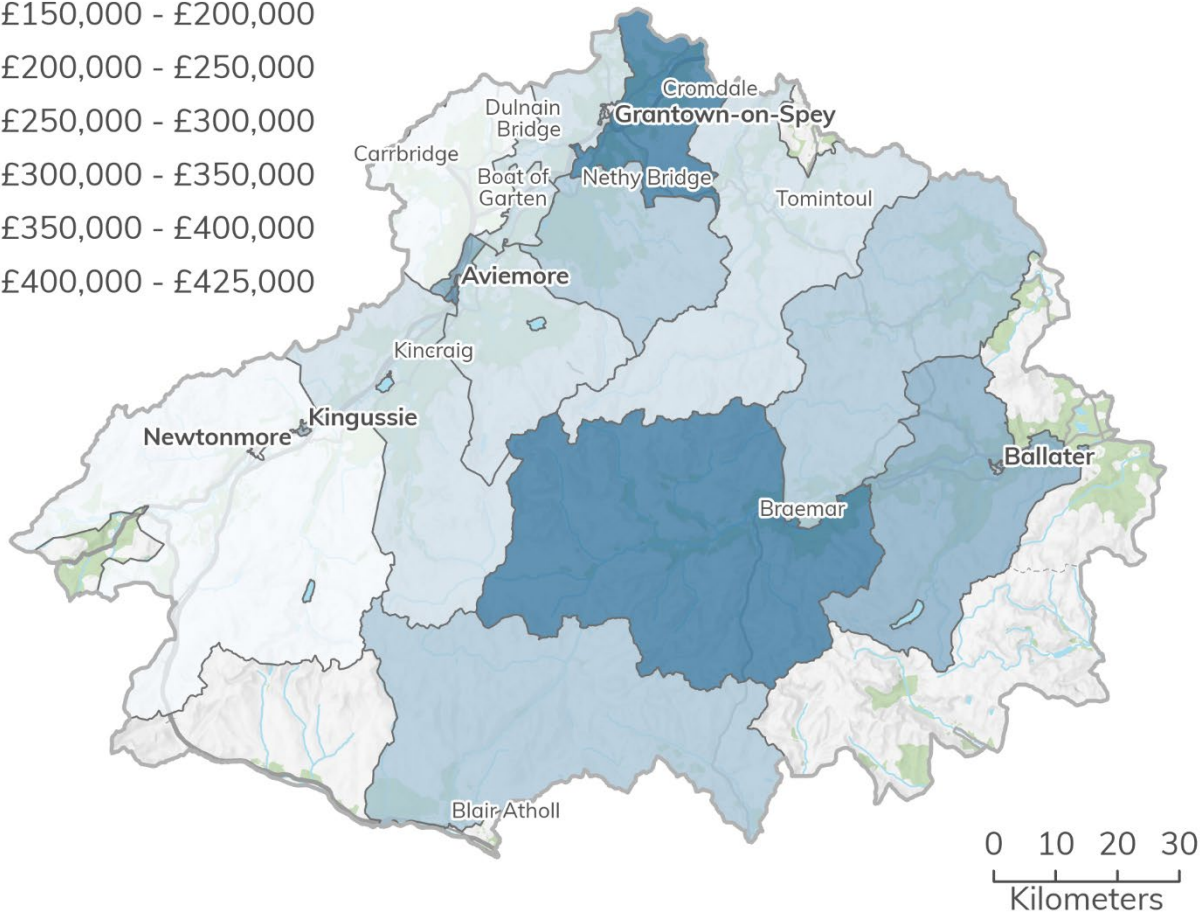 £150,000 - £200,000
£200,000 - £250,000
£250,000 - £300,000
£300,000 - £350,000
£350,000 - £400,000
£400,000 - £425,000
Cromdale
Grantown-on-Spey
Dulnain
Bridge
Carrbridge
Boat of
Garten
Nethy Bridge
Tomintoul
Aviemore
Kincraig
Kingussie
Newtonmore
Ballater
Braemar
Blair Atholl
0 10 20 30
Kilometers